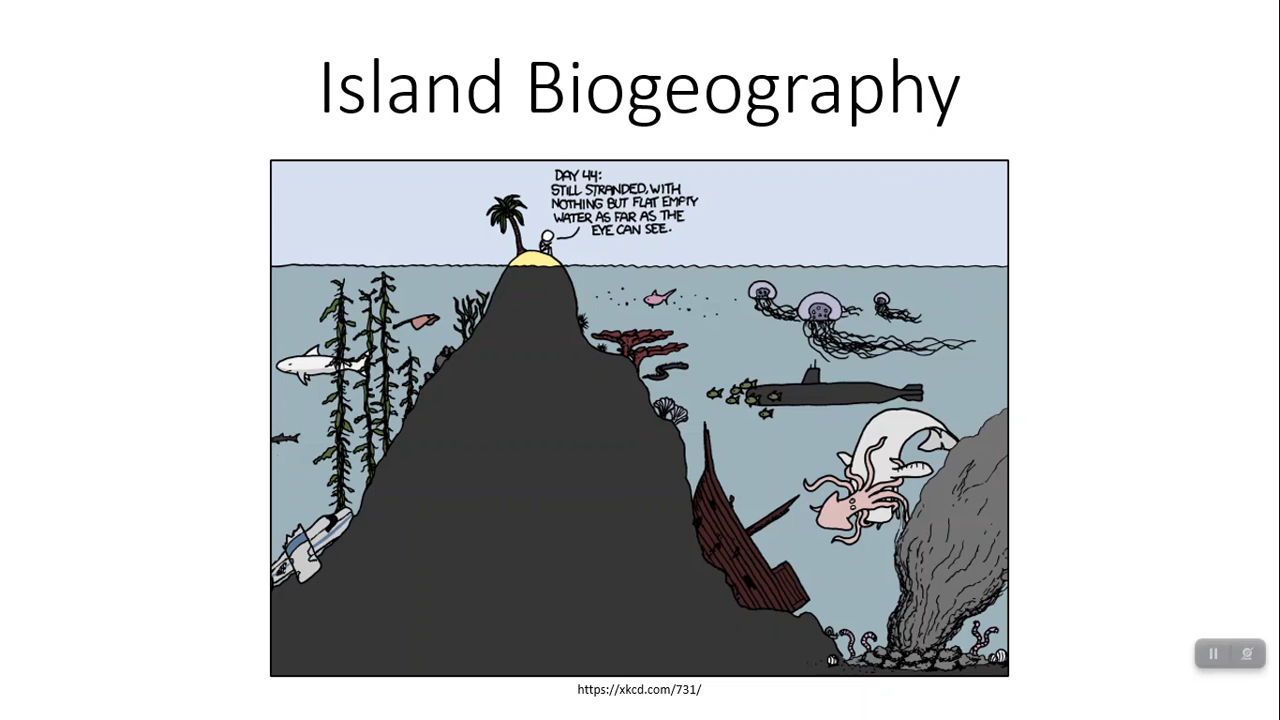 Island Biogeography
DAY 44:
STILL STRANDED, WITH
NOTHING BUT FLAT EMPTY
WATER AS FAR AS THE
EYE CAN SEE.
https://xkcd.com/731/